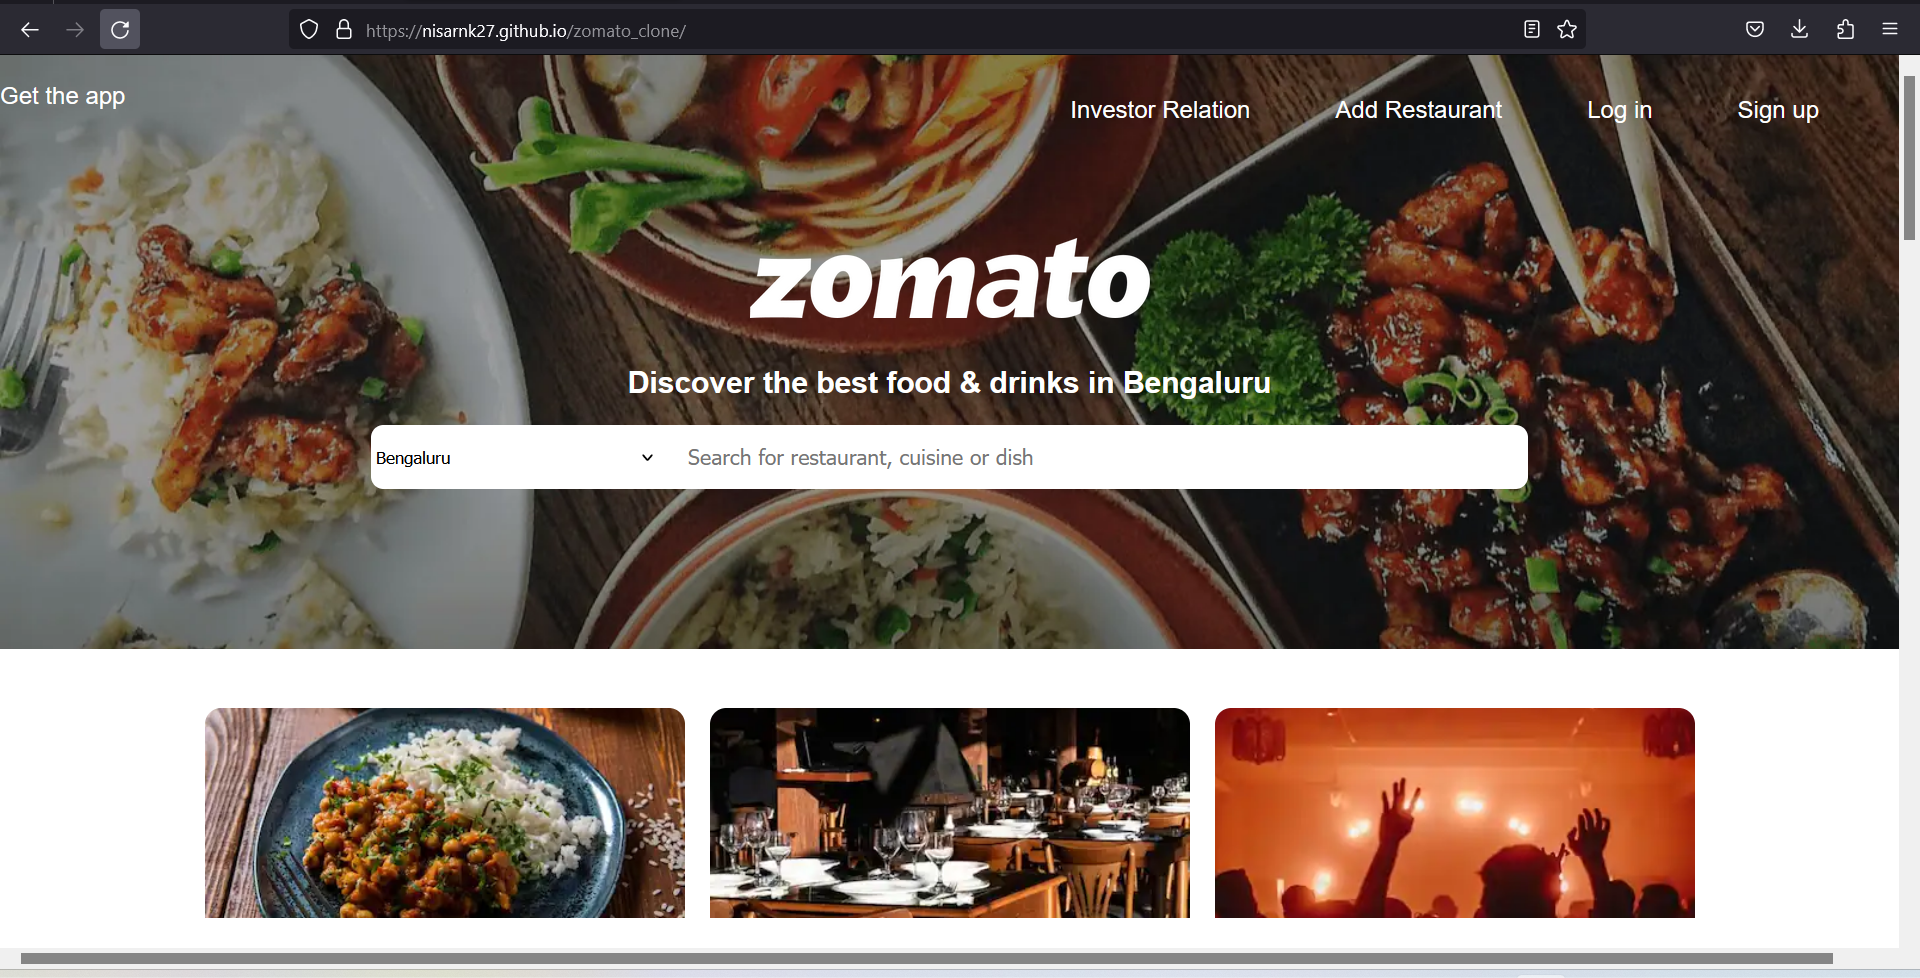 https://nisarnk27.github.io/zomato_clone/
Get the app
Investor Relation Add Restaurant Log in Sign up
zomato
Discover the best food & drinks in Bengaluru
Bengaluru Search for restaurant, cuisine or dish